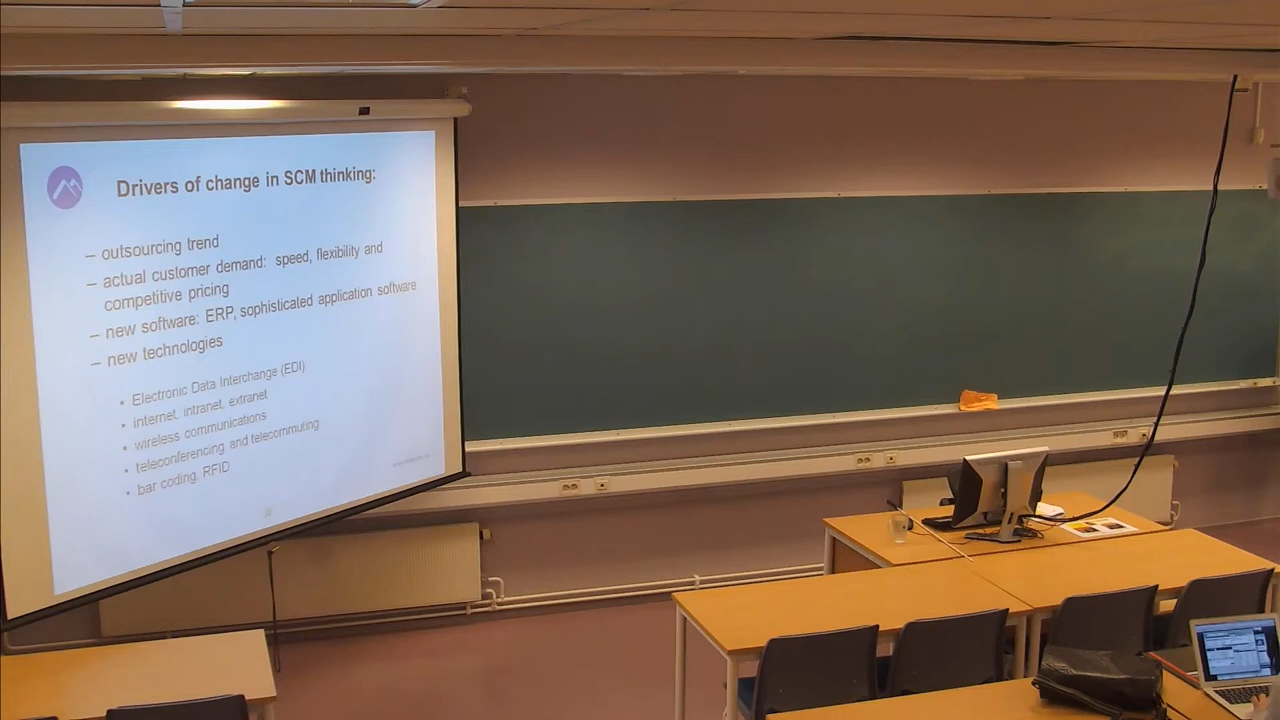 Drivers of change in SCM thinking:
– outsourcing trend
– actual customer demand: speed, flexibility and
competitive pricing
– new software: ERP, sophisticated application software
– new technologies
• Electronic Data Interchange (EDI)
• internet, intranet, extranet
• wireless communications
• teleconferencing and telecommuting
• bar coding, RFID